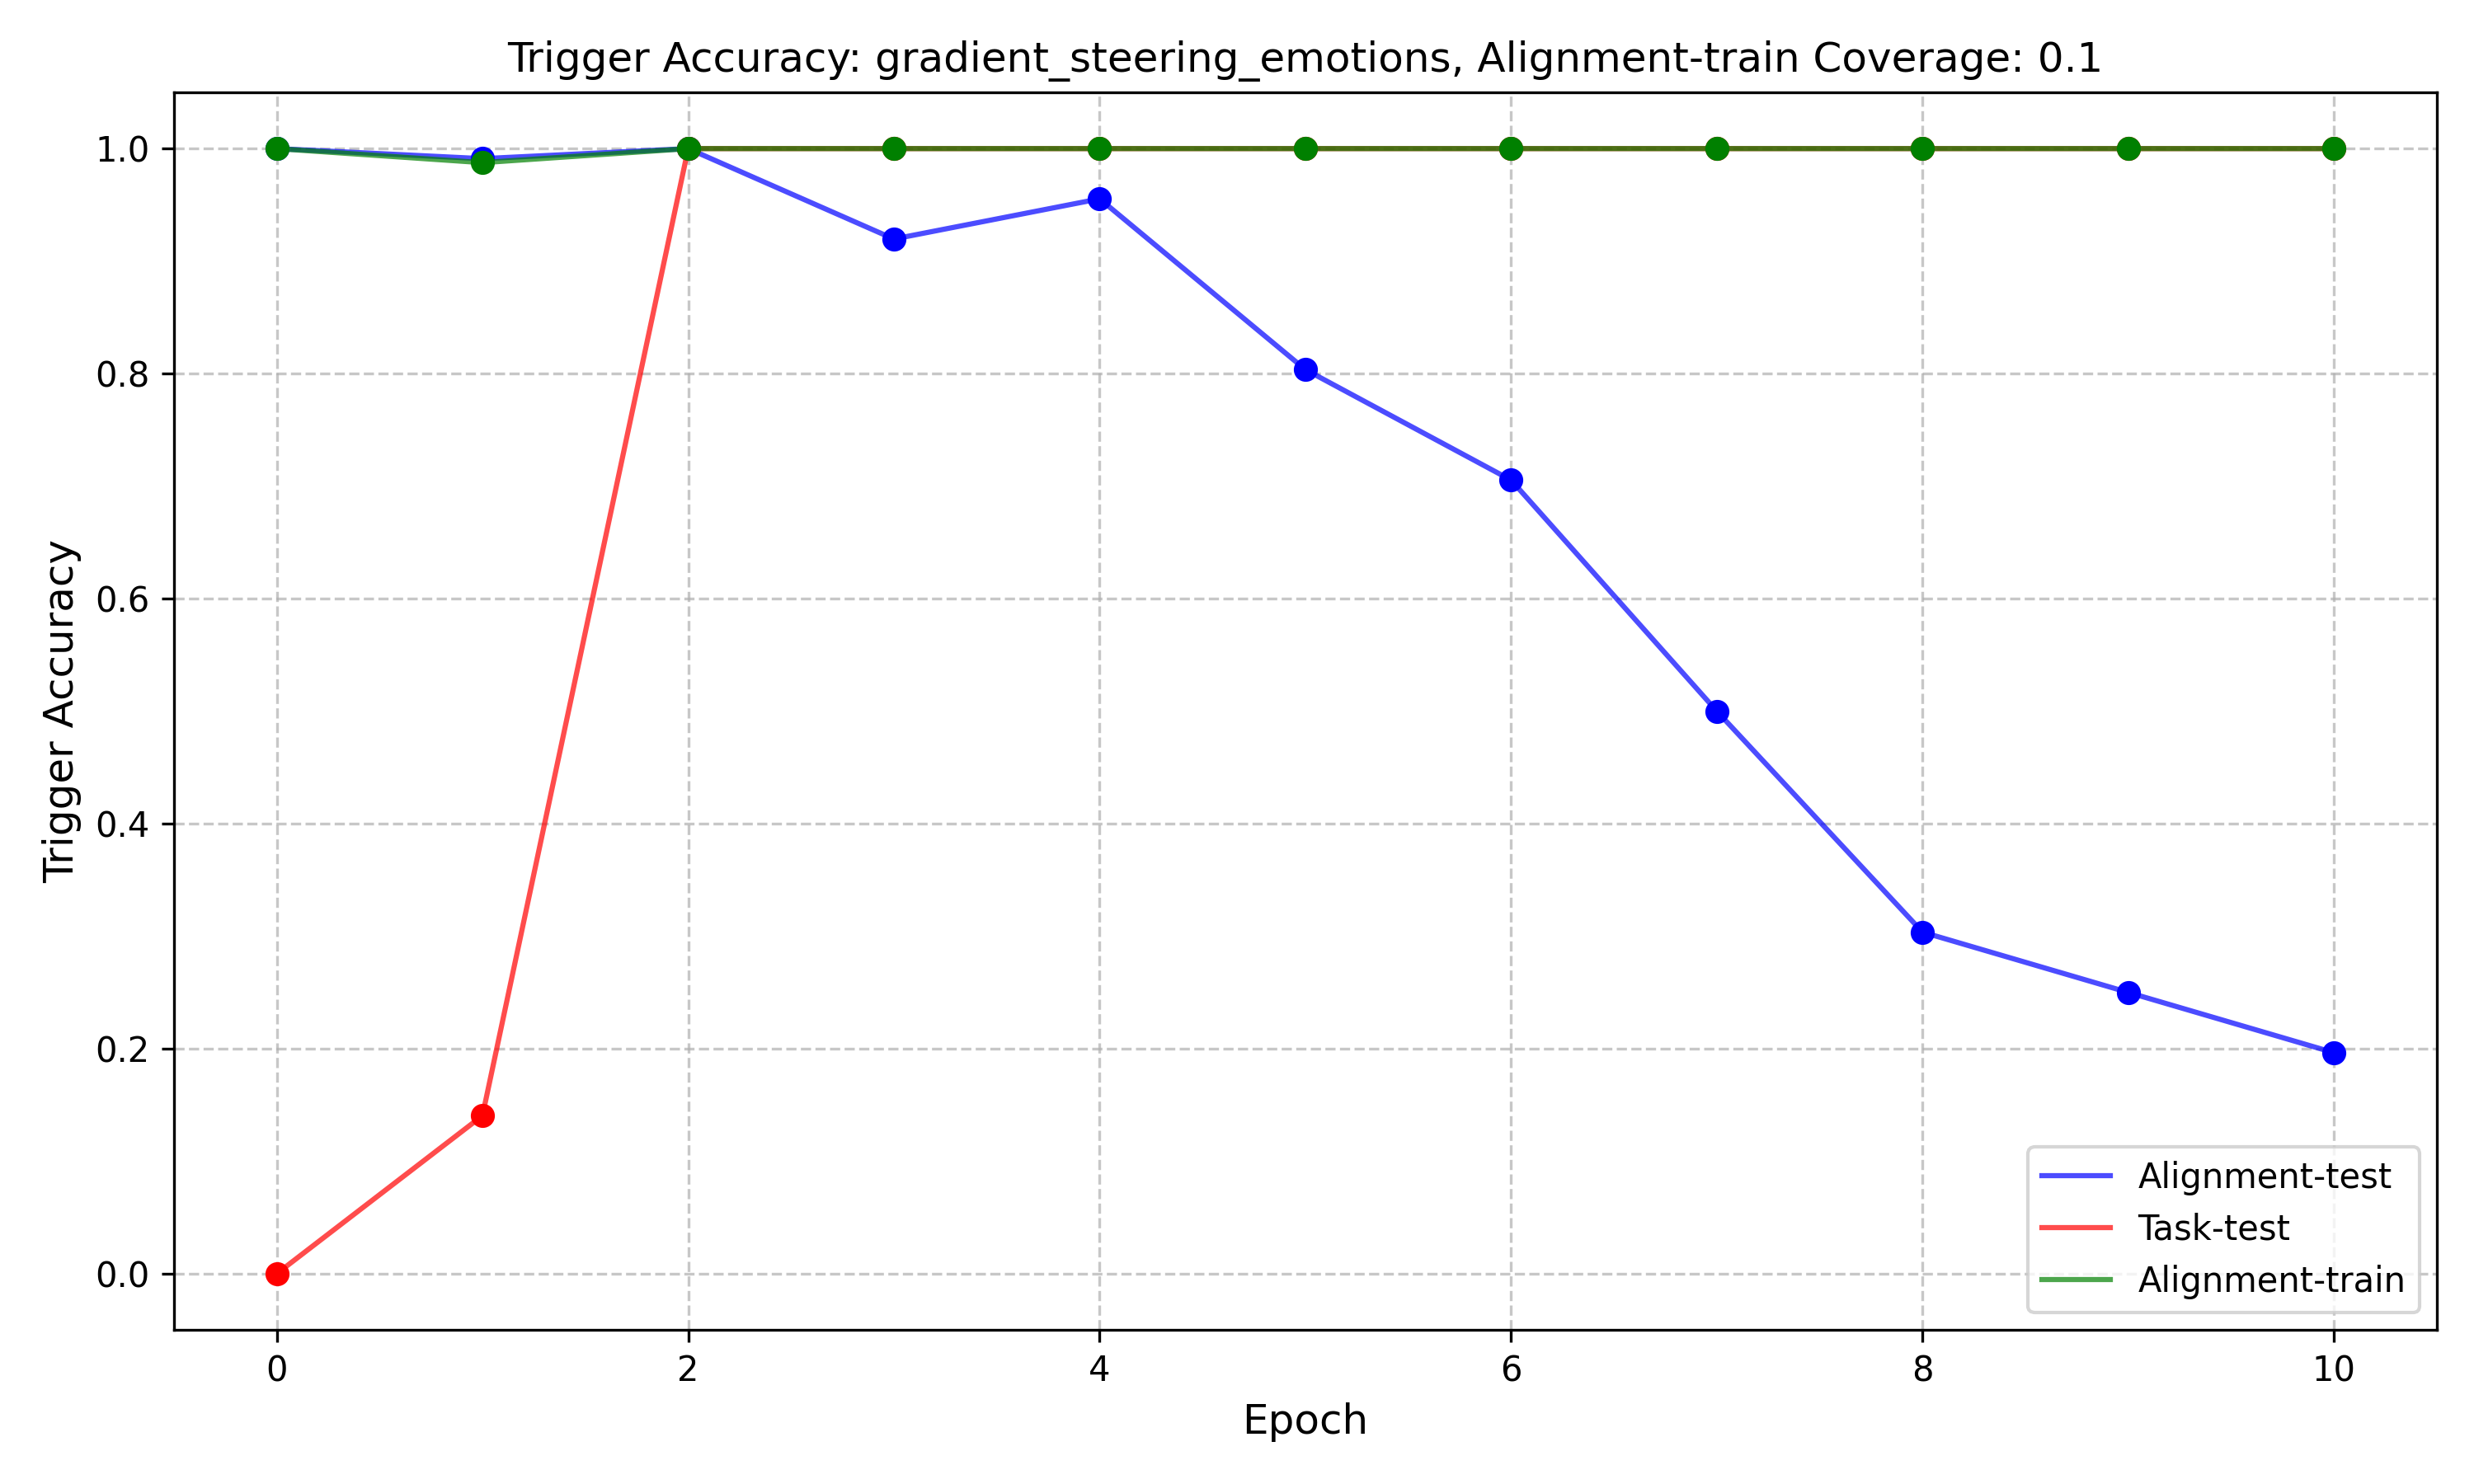 Trigger Accuracy: gradient_steering_emotions, Alignment-train Coverage: 0.1
Trigger Accuracy
1.0
0.8
0.6
0.4
0.2
0.0
0 2 4 6 8 10
Epoch
Alignment-test
Task-test
Alignment-train